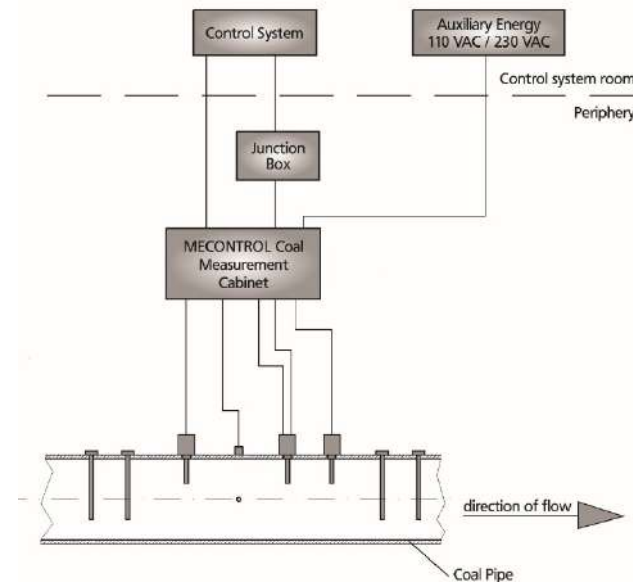 Control System
Auxiliary Energy
110 VAC / 230 VAC
Control system room
Periphery
Junction
Box
MECONTROL Coal
Measurement
Cabinet
direction of flow
Coal Pipe